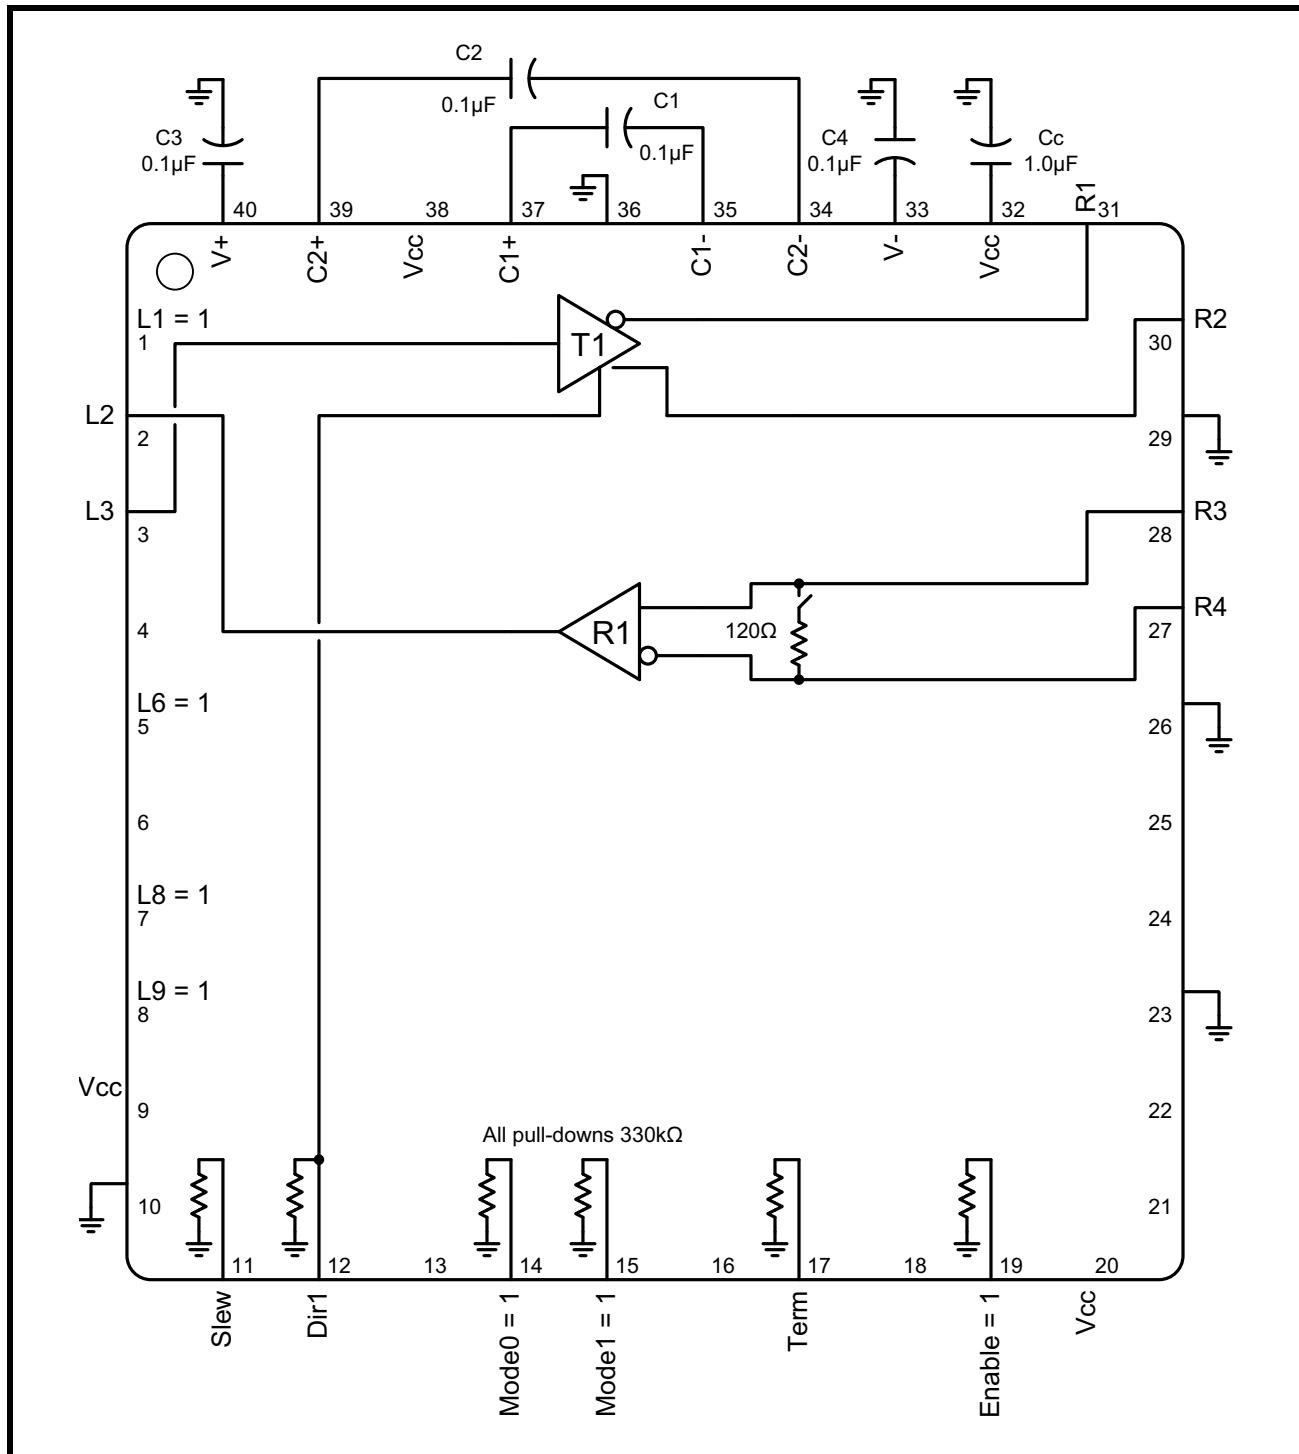 C2
0.1µF
C1
0.1µF
C3
0.1µF
C4
0.1µF
Cc
1.0µF
R1
40
39
38
37
36
35
34
33
32
31
V+
C2+
Vcc
C1+
C1-
C2-
V-
Vcc
L1 = 1
1
T1
R2
30
L2
2
29
L3
3
R3
28
4
R1
120Ω
R4
27
L6 = 1
5
26
6
25
L8 = 1
7
24
L9 = 1
8
23
Vcc
9
22
All pull-downs 330kΩ
10
21
11
12
13
14
15
16
17
18
19
20
Slew
Dir1
Mode0 = 1
Mode1 = 1
Term
Enable = 1
Vcc